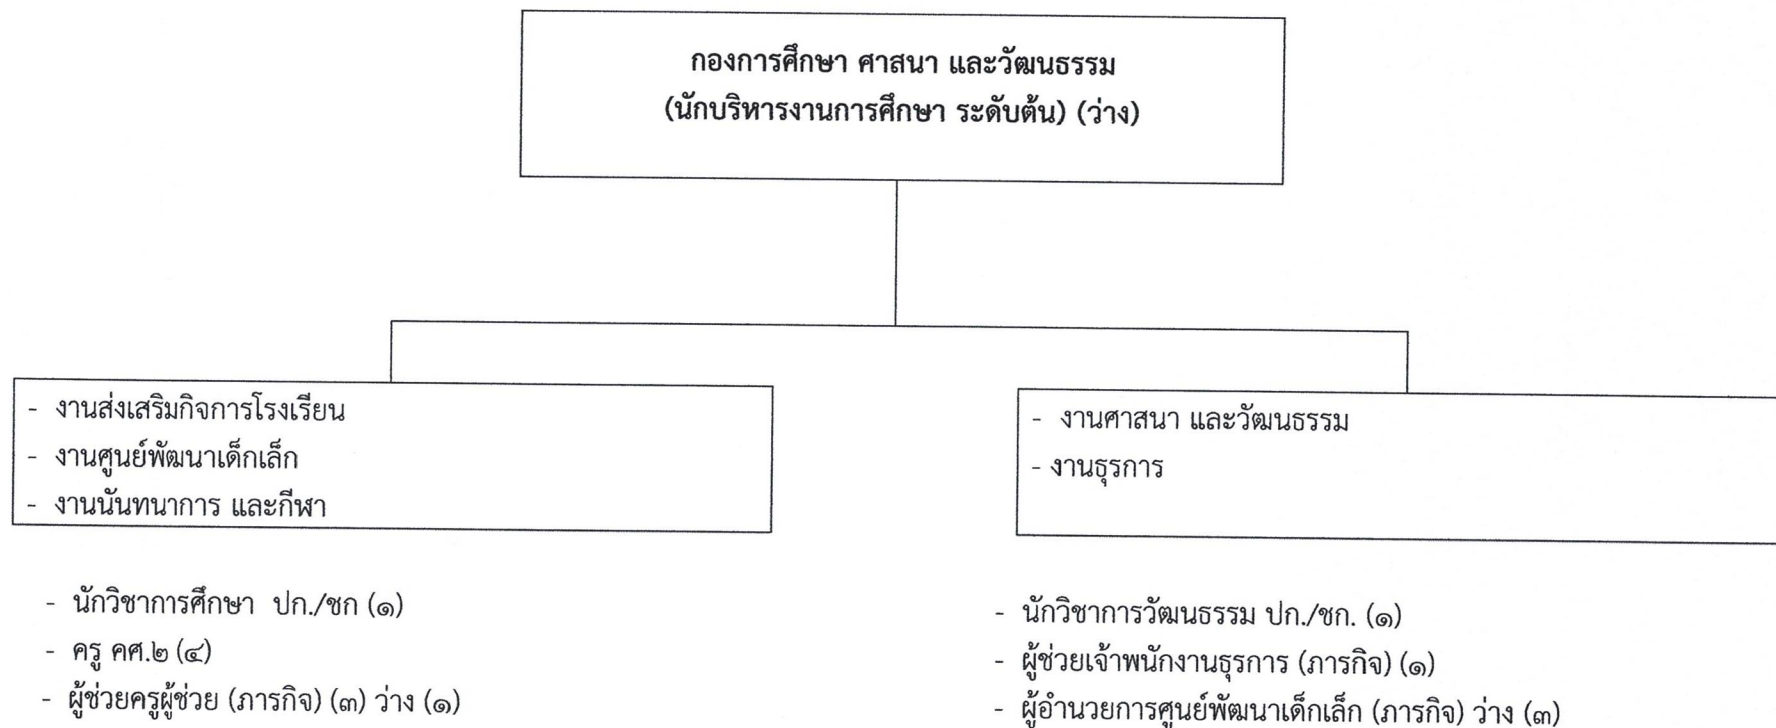 กองการศึกษา ศาสนา และวัฒนธรรม
(นักบริหารงานการศึกษา ระดับต้น) (ว่าง)
- งานส่งเสริมกิจการโรงเรียน
- งานศูนย์พัฒนาเด็กเล็ก
- งานนันทนาการ และกีฬา
- งานศาสนา และวัฒนธรรม
- งานธุรการ
- นักวิชาการศึกษา ปก./ชก (๑)
- ครู คศ.๒ (๔)
- ผู้ช่วยครูผู้ช่วย (ภารกิจ) (๓) ว่าง (๑)
- นักวิชาการวัฒนธรรม ปก./ชก. (๑)
- ผู้ช่วยเจ้าพนักงานธุรการ (ภารกิจ) (๑)
- ผู้อำนวยการศูนย์พัฒนาเด็กเล็ก (ภารกิจ) ว่าง (๓)